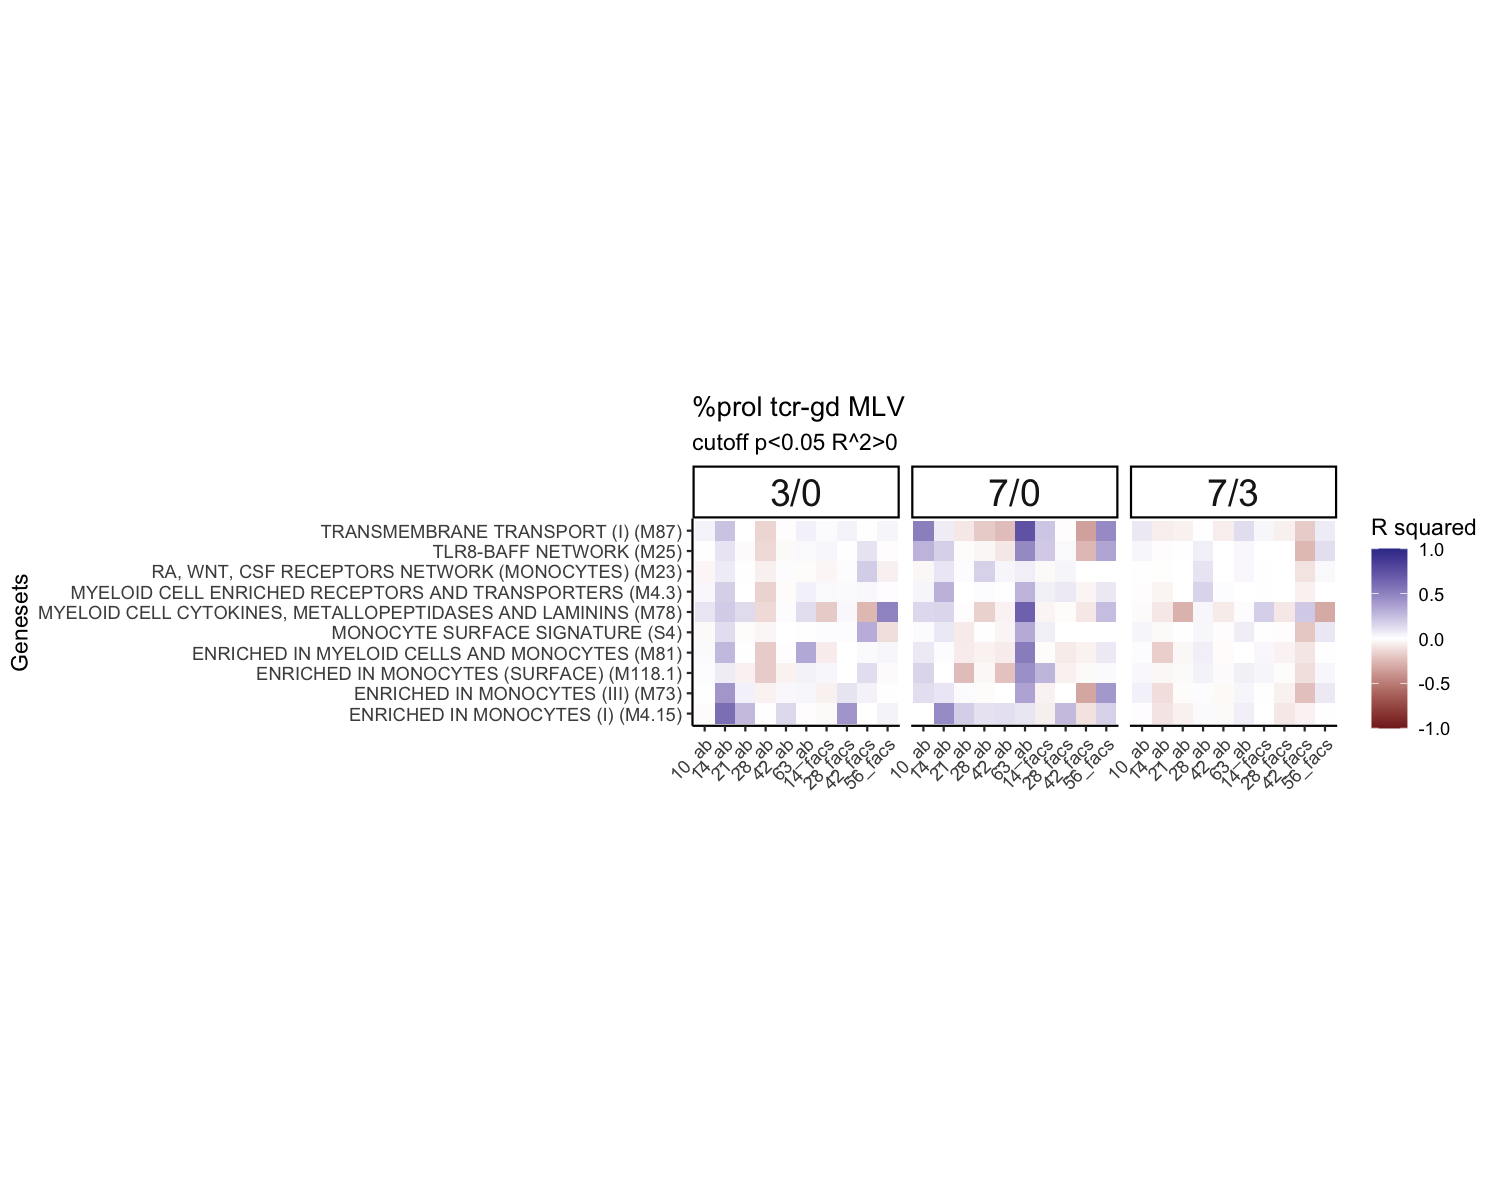 %prol tcr-gd MLV
cutoff p<0.05 R^2>0
3/0
7/0
7/3
Genesets
TRANSMEMBRANE TRANSPORT (I) (M87)
TLR8-BAFF NETWORK (M25)
RA, WNT, CSF RECEPTORS NETWORK (MONOCYTES) (M23)
MYELOID CELL ENRICHED RECEPTORS AND TRANSPORTERS (M4.3)
MYELOID CELL CYTOKINES, METALLOPEPTIDASES AND LAMININS (M78)
MONOCYTE SURFACE SIGNATURE (S4)
ENRICHED IN MYELOID CELLS AND MONOCYTES (M81)
ENRICHED IN MONOCYTES (SURFACE) (M118.1)
ENRICHED IN MONOCYTES (III) (M73)
ENRICHED IN MONOCYTES (I) (M4.15)
10_ab
14_ab
21_ab
28_ab
42_ab
63_ab
14_facs
28_facs
42_facs
56_facs
10_ab
14_ab
21_ab
28_ab
42_ab
63_ab
14_facs
28_facs
42_facs
56_facs
10_ab
14_ab
21_ab
28_ab
42_ab
63_ab
14_facs
28_facs
42_facs
56_facs
R squared
1.0
0.5
0.0
-0.5
-1.0